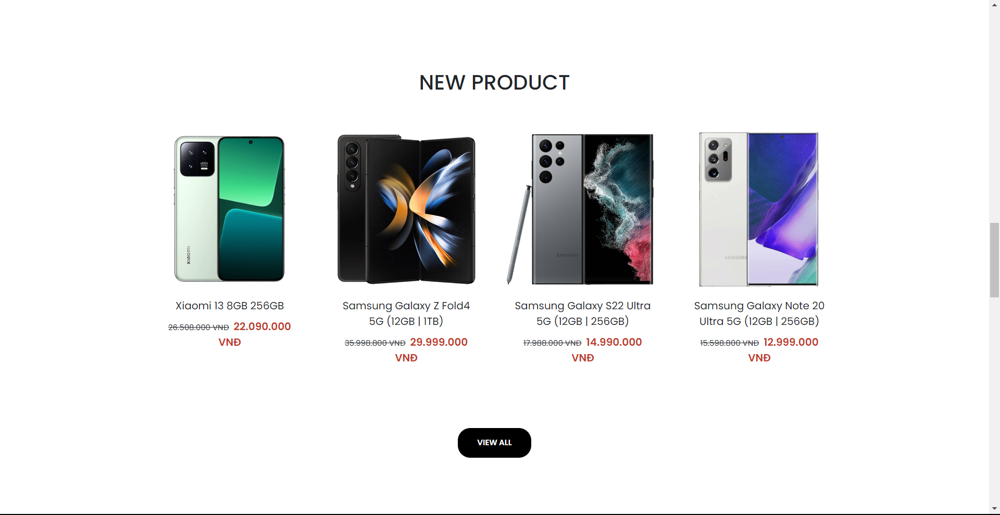 NEW PRODUCT
LEICA
xiaomi
SAMSUNG
SAMSUNG
Xiaomi 13 8GB 256GB
26.508.000 VNĐ 22.090.000
VNĐ
Samsung Galaxy Z Fold4
5G (12GB | 1TB)
35.998.800 VNĐ 29.999.000
VNĐ
Samsung Galaxy S22 Ultra
5G (12GB | 256GB)
17.988.000 VNĐ 14.990.000
VNĐ
Samsung Galaxy Note 20
Ultra 5G (12GB | 256GB)
15.598.800 VNĐ 12.999.000
VNĐ
VIEW ALL